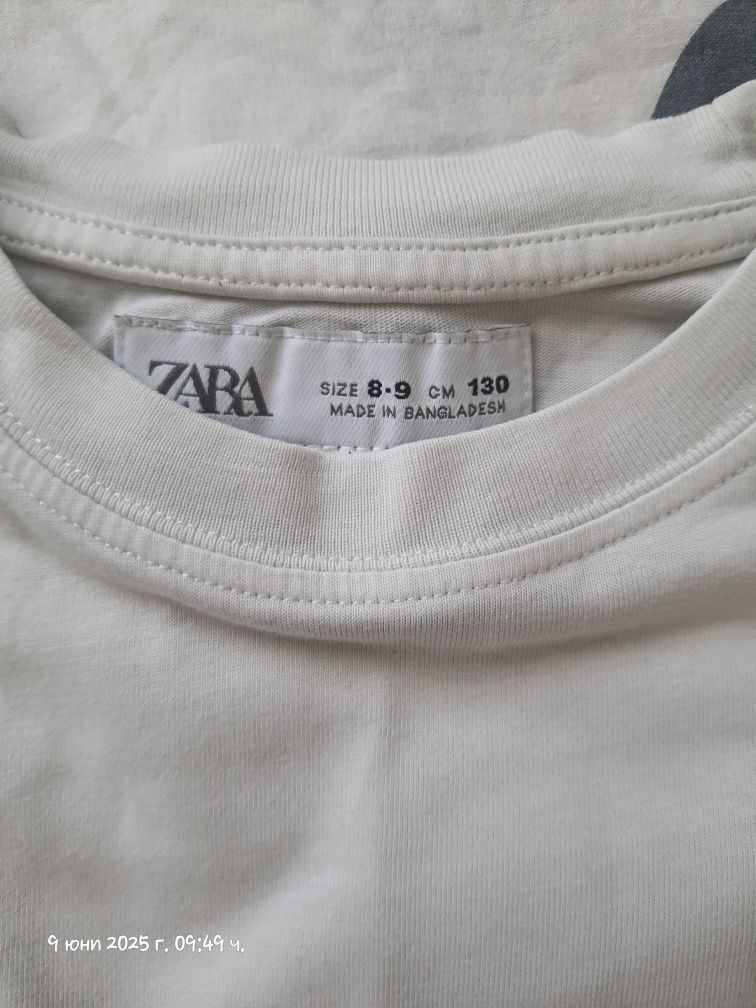 ZARA
SIZE 8-9 CM 130
MADE IN BANGLADESH
9 юни 2025 г. 09:49 ч.